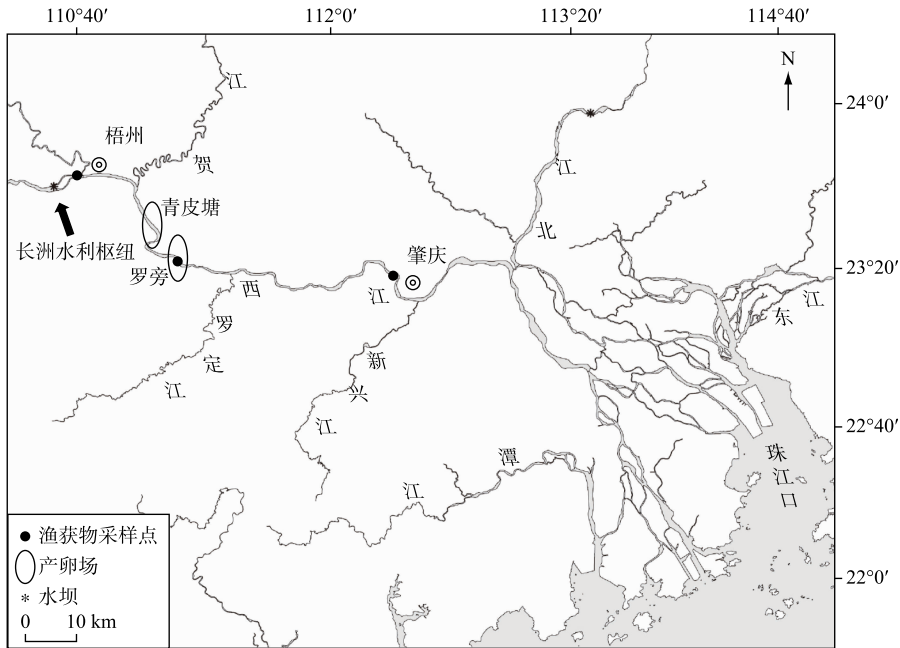 110°40′ 112°0′ 113°20′ 114°40′
N
24°0′
23°20′
22°40′
22°0′
江
贺
梧州
青皮塘
长洲水利枢纽
罗旁
西
江
肇庆
北
江
东
江
罗
定
江
新
兴
江
潭
江
珠
江
口
渔获物采样点
产卵场
* 水坝
0 10 km